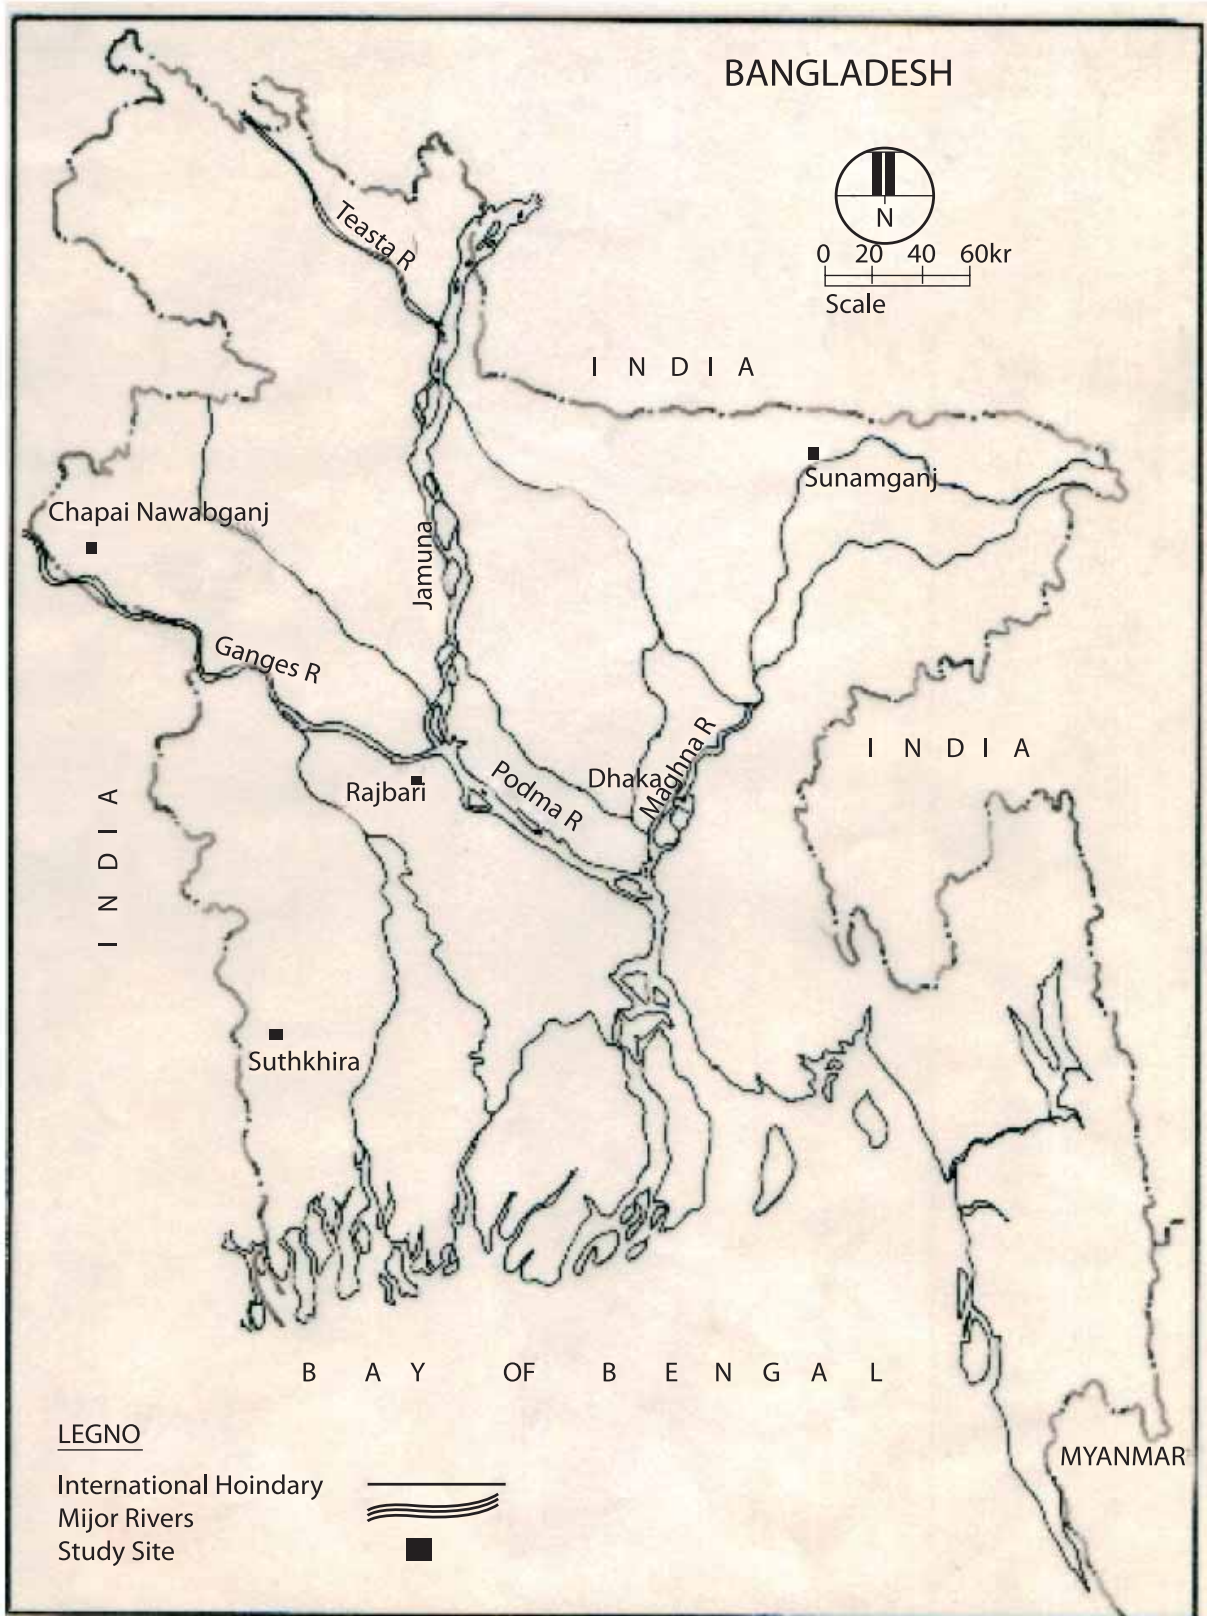 BANGLADESH
N
0 20 40 60kr
Scale
Teasta R
I N D I A
Sunamganj
Chapai Nawabganj
Jamuna
Ganges R
I N D I A
Dhaka
Maghna R
Podma R
Rajbari
I N D I A
Suthkhira
B A Y OF B E N G A L
LEGNO
MYANMAR
International Hoindary
Mijor Rivers
Study Site